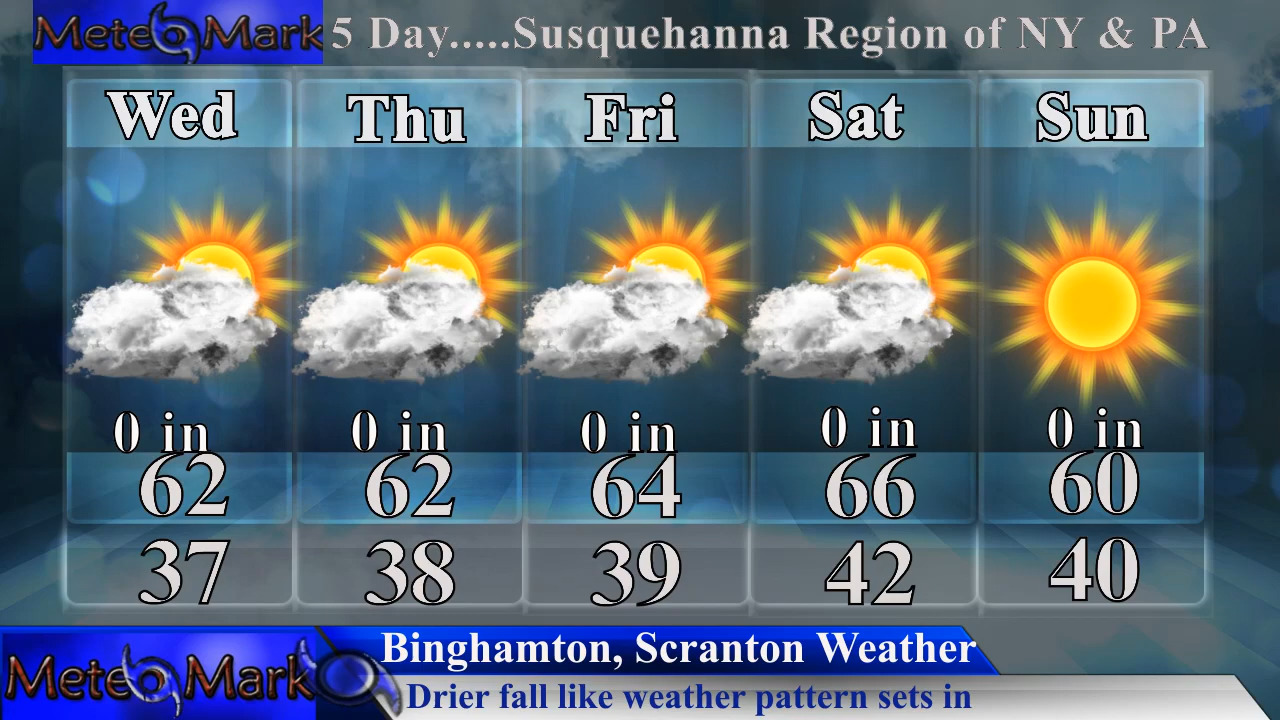 MeteoMark 5 Day.....Susquehanna Region of NY & PA
Wed Thu Fri Sat Sun
0 in 0 in 0 in 0 in 0 in
62 62 64 66 60
37 38 39 42 40
Binghamton, Scranton Weather
MeteoMark
Drier fall like weather pattern sets in